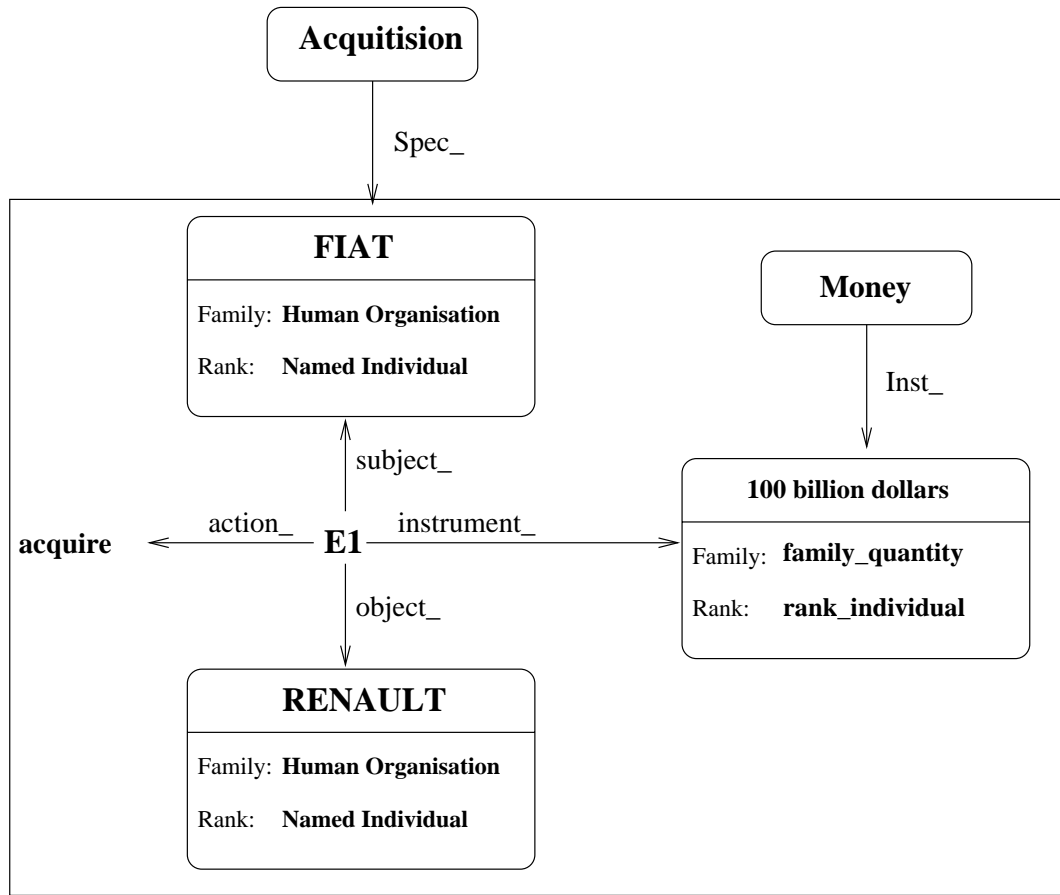 Acquitision
Spec_
FIAT
Family: Human Organisation
Rank: Named Individual
Money
Inst_
subject_
100 billion dollars
Family: family_quantity
Rank: rank_individual
acquire action_ E1 instrument_
object_
RENAULT
Family: Human Organisation
Rank: Named Individual